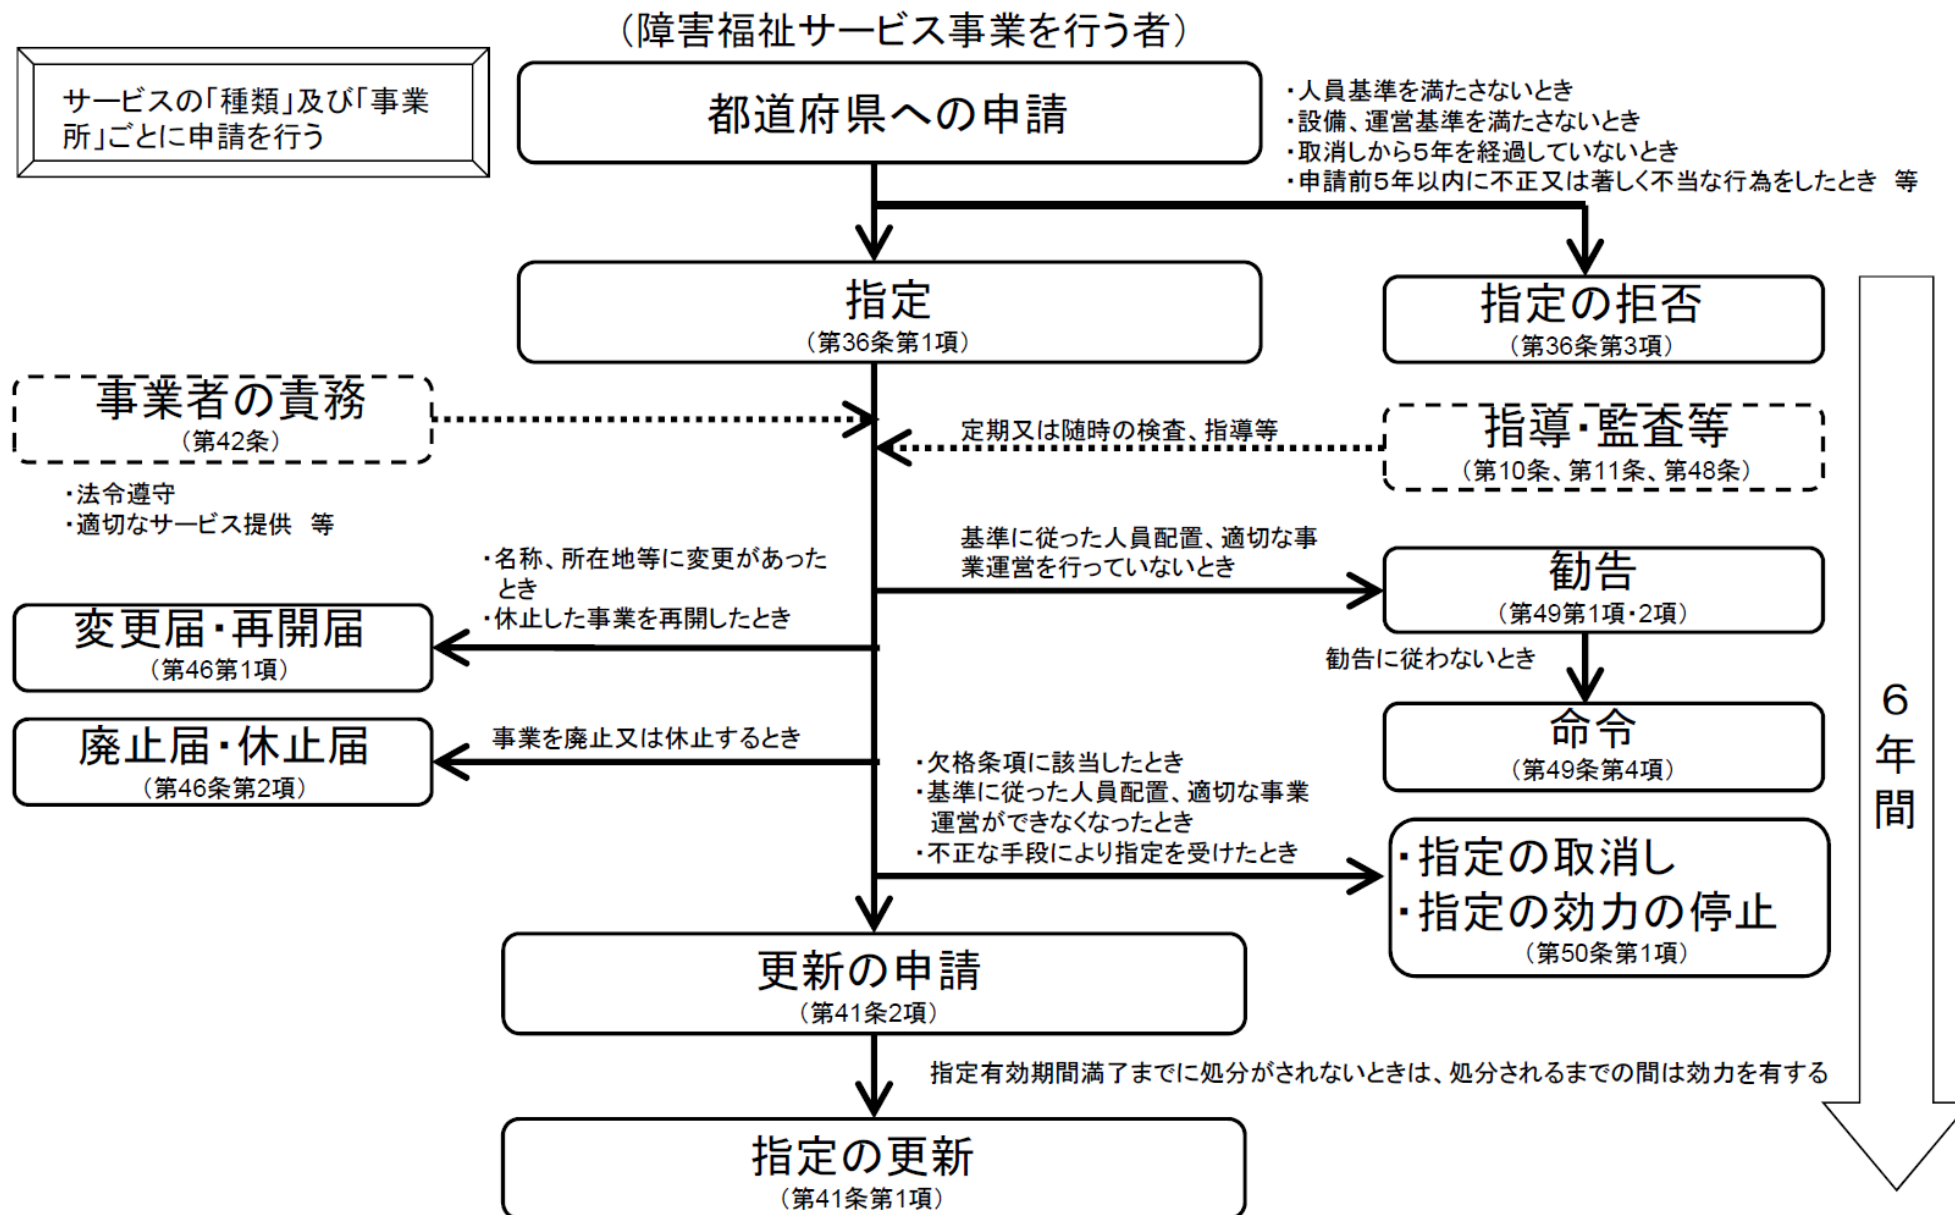 （障害福祉サービス事業を行う者）
サービスの「種類」及び「事業
所」ごとに申請を行う
都道府県への申請
・人員基準を満たさないとき
・設備、運営基準を満たさないとき
・取消しから5年を経過していないとき
・申請前5年以内に不正又は著しく不当な行為をしたとき　等
指定
（第36条第1項）
指定の拒否
（第36条第3項）
事業者の責務
（第42条）
・法令遵守
・適切なサービス提供　等
定期又は随時の検査、指導等
指導・監査等
（第10条、第11条、第48条）
基準に従った人員配置、適切な事
業運営を行っていないとき
勧告
（第49第1項・2項）
・名称、所在地等に変更があった
とき
・休止した事業を再開したとき
変更届・再開届
（第46第1項）
勧告に従わないとき
命令
（第49条第4項）
事業を廃止又は休止するとき
廃止届・休止届
（第46条第2項）
・欠格条項に該当したとき
・基準に従った人員配置、適切な事業
運営ができなくなったとき
・不正な手段により指定を受けたとき
・指定の取消し
・指定の効力の停止
（第50条第1項）
6年間
更新の申請
（第41条2項）
指定有効期間満了までに処分がされないときは、処分されるまでの間は効力を有する
指定の更新
（第41条第1項）